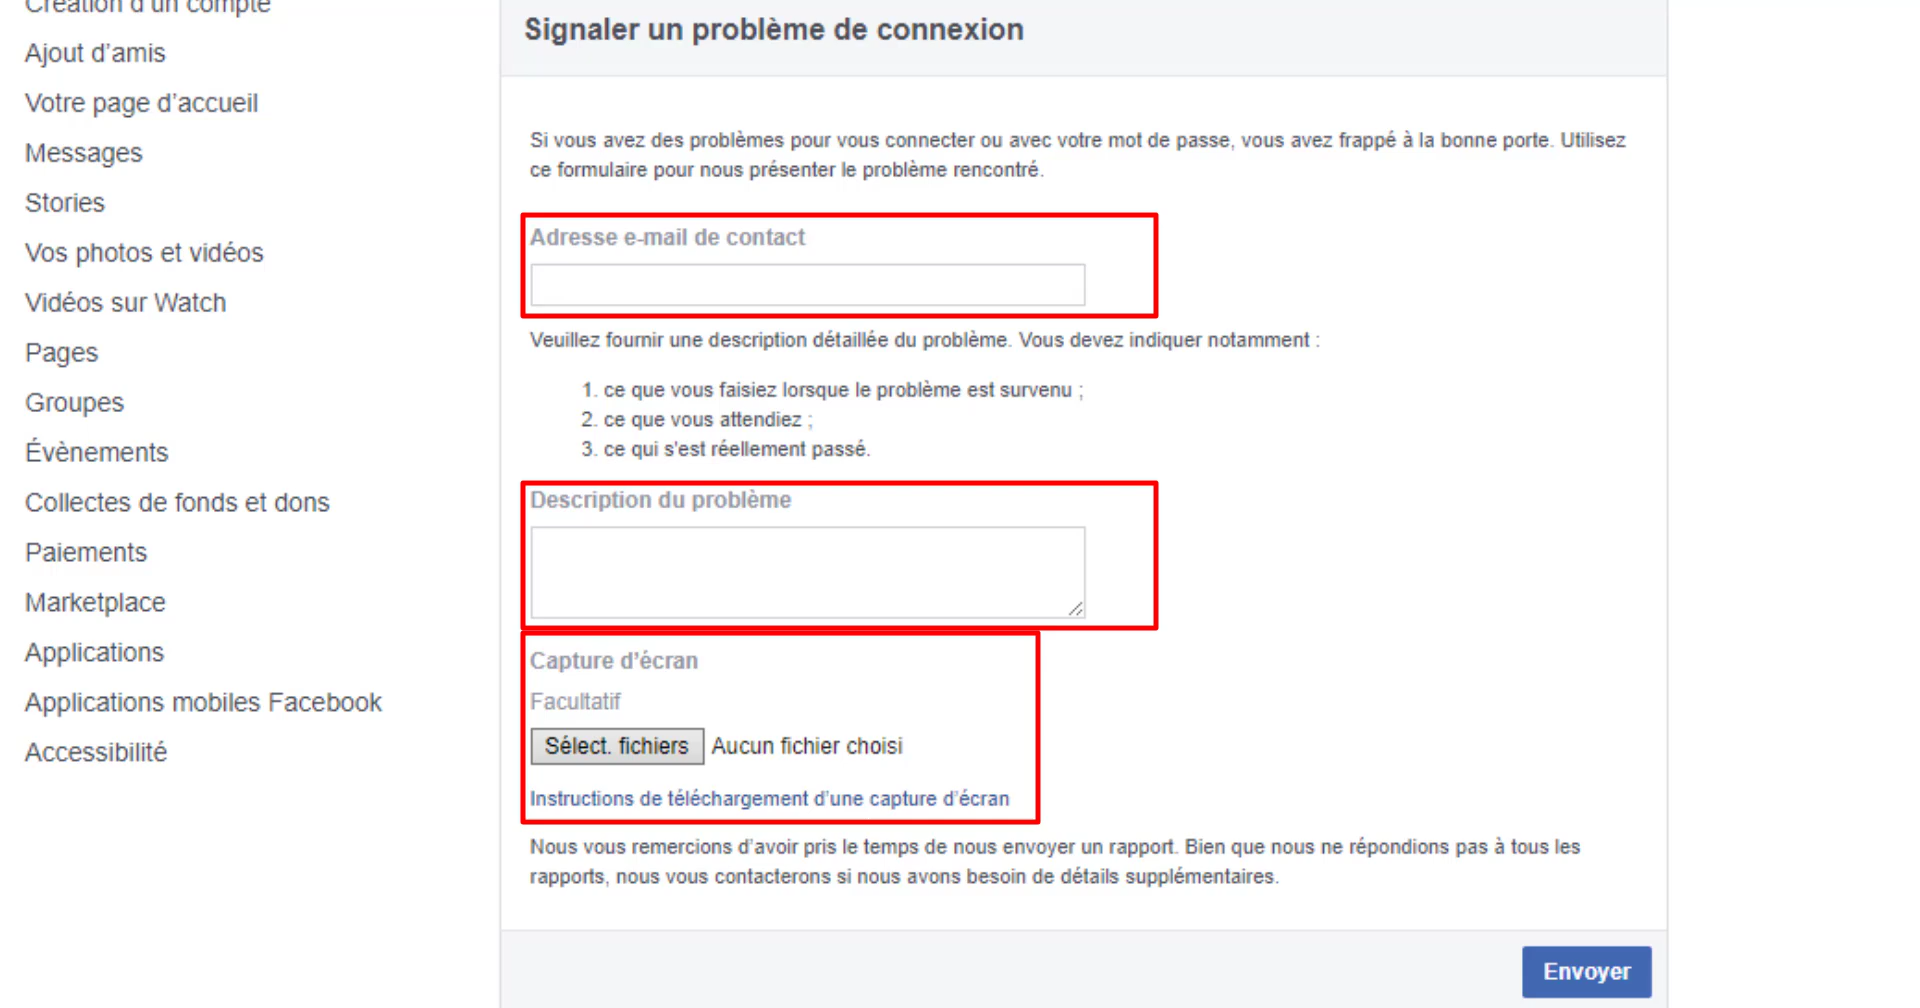 Création d'un compte
Ajout d'amis
Votre page d'accueil
Messages
Stories
Vos photos et vidéos
Vidéos sur Watch
Pages
Groupes
Évènements
Collectes de fonds et dons
Paiements
Marketplace
Applications
Applications mobiles Facebook
Accessibilité
Signaler un problème de connexion
Si vous avez des problèmes pour vous connecter ou avec votre mot de passe, vous avez frappé à la bonne porte. Utilisez
ce formulaire pour nous présenter le problème rencontré.
Adresse e-mail de contact
Veuillez fournir une description détaillée du problème. Vous devez indiquer notamment :
1. ce que vous faisiez lorsque le problème est survenu ;
2. ce que vous attendiez ;
3. ce qui s'est réellement passé.
Description du problème
Capture d'écran
Facultatif
Sélect. fichiers Aucun fichier choisi
Instructions de téléchargement d'une capture d'écran
Nous vous remercions d'avoir pris le temps de nous envoyer un rapport. Bien que nous ne répondions pas à tous les
rapports, nous vous contacterons si nous avons besoin de détails supplémentaires.
Envoyer